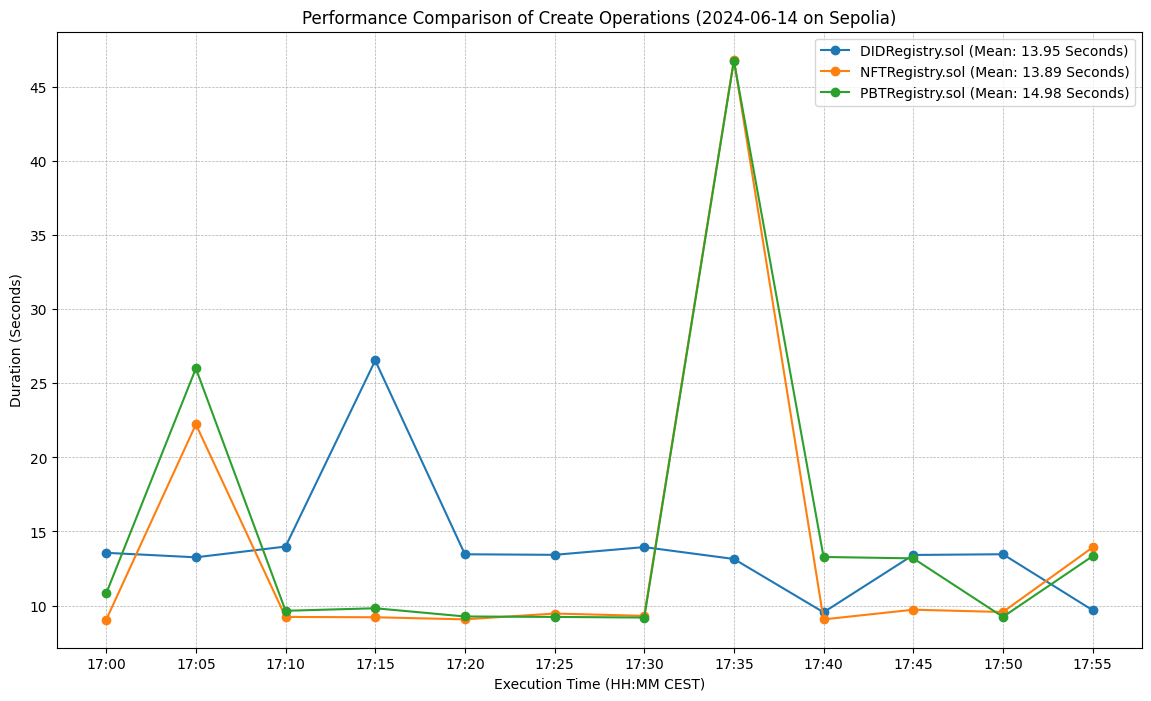 Performance Comparison of Create Operations (2024-06-14 on Sepolia)
DIDRegistry.sol (Mean: 13.95 Seconds)
NFTRegistry.sol (Mean: 13.89 Seconds)
PBTRegistry.sol (Mean: 14.98 Seconds)
Duration (Seconds)
45
40
35
30
25
20
15
10
17:00 17:05 17:10 17:15 17:20 17:25 17:30 17:35 17:40 17:45 17:50 17:55
Execution Time (HH:MM CEST)